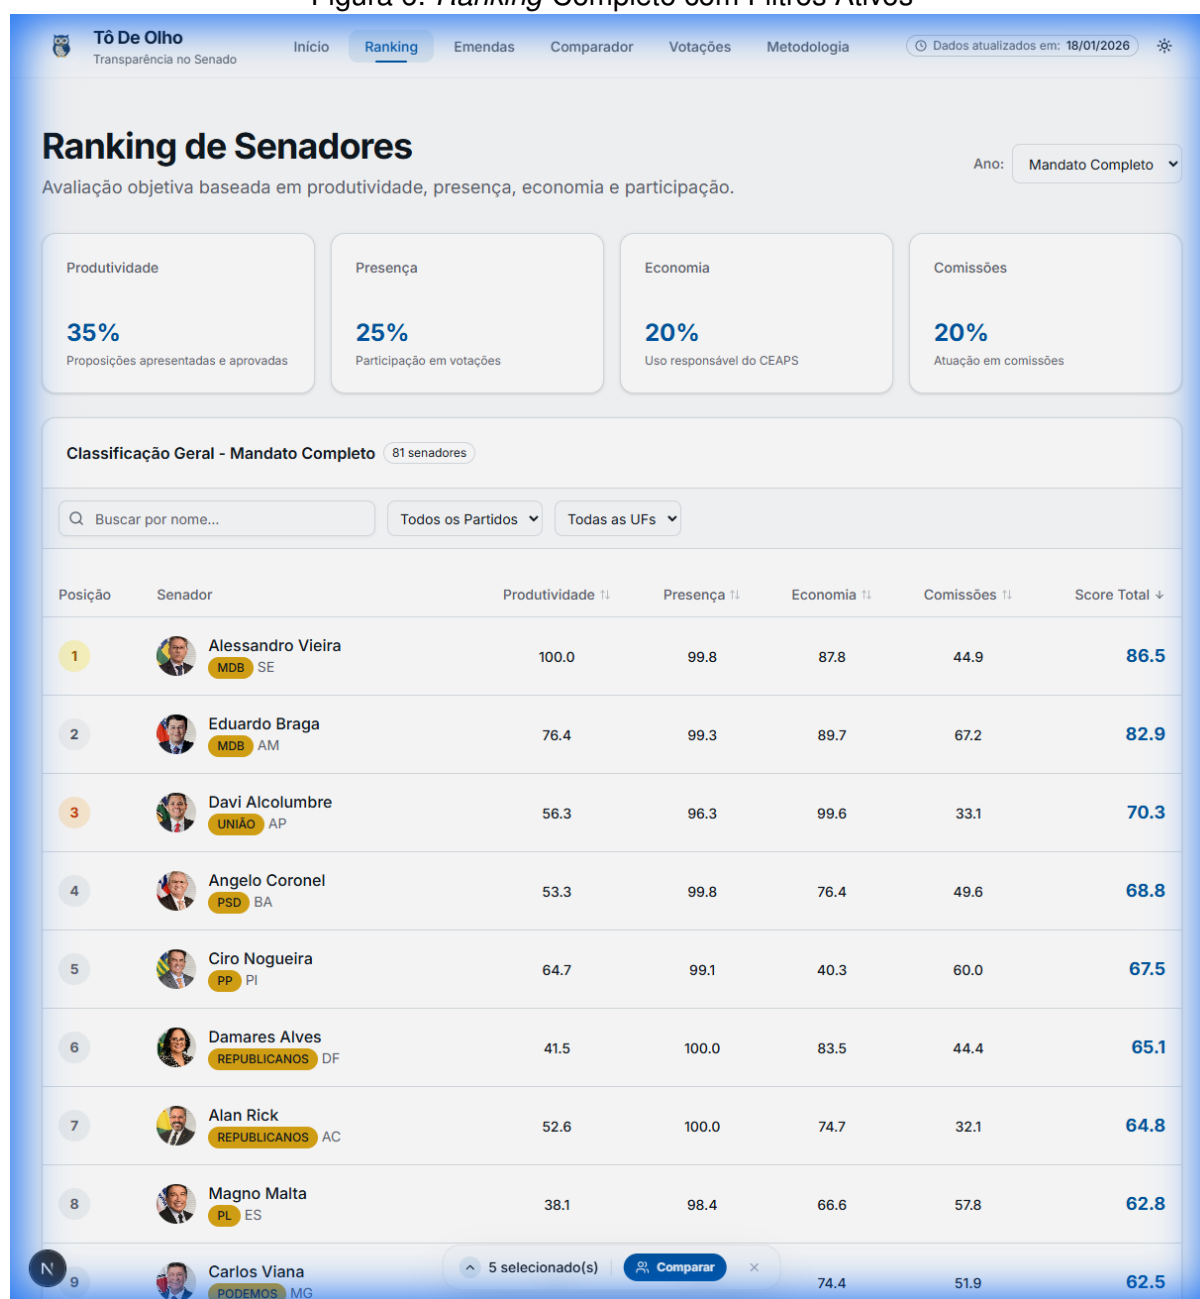 Figura 6: Ranking Completo com Filtros Ativos
Tô De Olho
Transparência no Senado
Início
Ranking
Emendas
Comparador
Votações
Metodologia
Dados atualizados em: 18/01/2026
Ranking de Senadores
Avaliação objetiva baseada em produtividade, presença, economia e participação.
Ano: Mandato Completo
Produtividade
35%
Proposições apresentadas e aprovadas
Presença
25%
Participação em votações
Economia
20%
Uso responsável do CEAPS
Comissões
20%
Atuação em comissões
Classificação Geral - Mandato Completo 81 senadores
Buscar por nome... Todos os Partidos Todas as UFs
Posição Senador Produtividade ↑↓ Presença ↑↓ Economia ↑↓ Comissões ↑↓ Score Total ↓
1 Alessandro Vieira 100.0 99.8 87.8 44.9 86.5
MDB SE
2 Eduardo Braga 76.4 99.3 89.7 67.2 82.9
MDB AM
3 Davi Alcolumbre 56.3 96.3 99.6 33.1 70.3
UNIÃO AP
4 Angelo Coronel 53.3 99.8 76.4 49.6 68.8
PSD BA
5 Ciro Nogueira 64.7 99.1 40.3 60.0 67.5
PP PI
6 Damares Alves 41.5 100.0 83.5 44.4 65.1
REPUBLICANOS DF
7 Alan Rick 52.6 100.0 74.7 32.1 64.8
REPUBLICANOS AC
8 Magno Malta 38.1 98.4 66.6 57.8 62.8
PL ES
N 9 Carlos Viana 74.4 51.9 62.5
PODEMOS MG
5 selecionado(s) Comparar ×